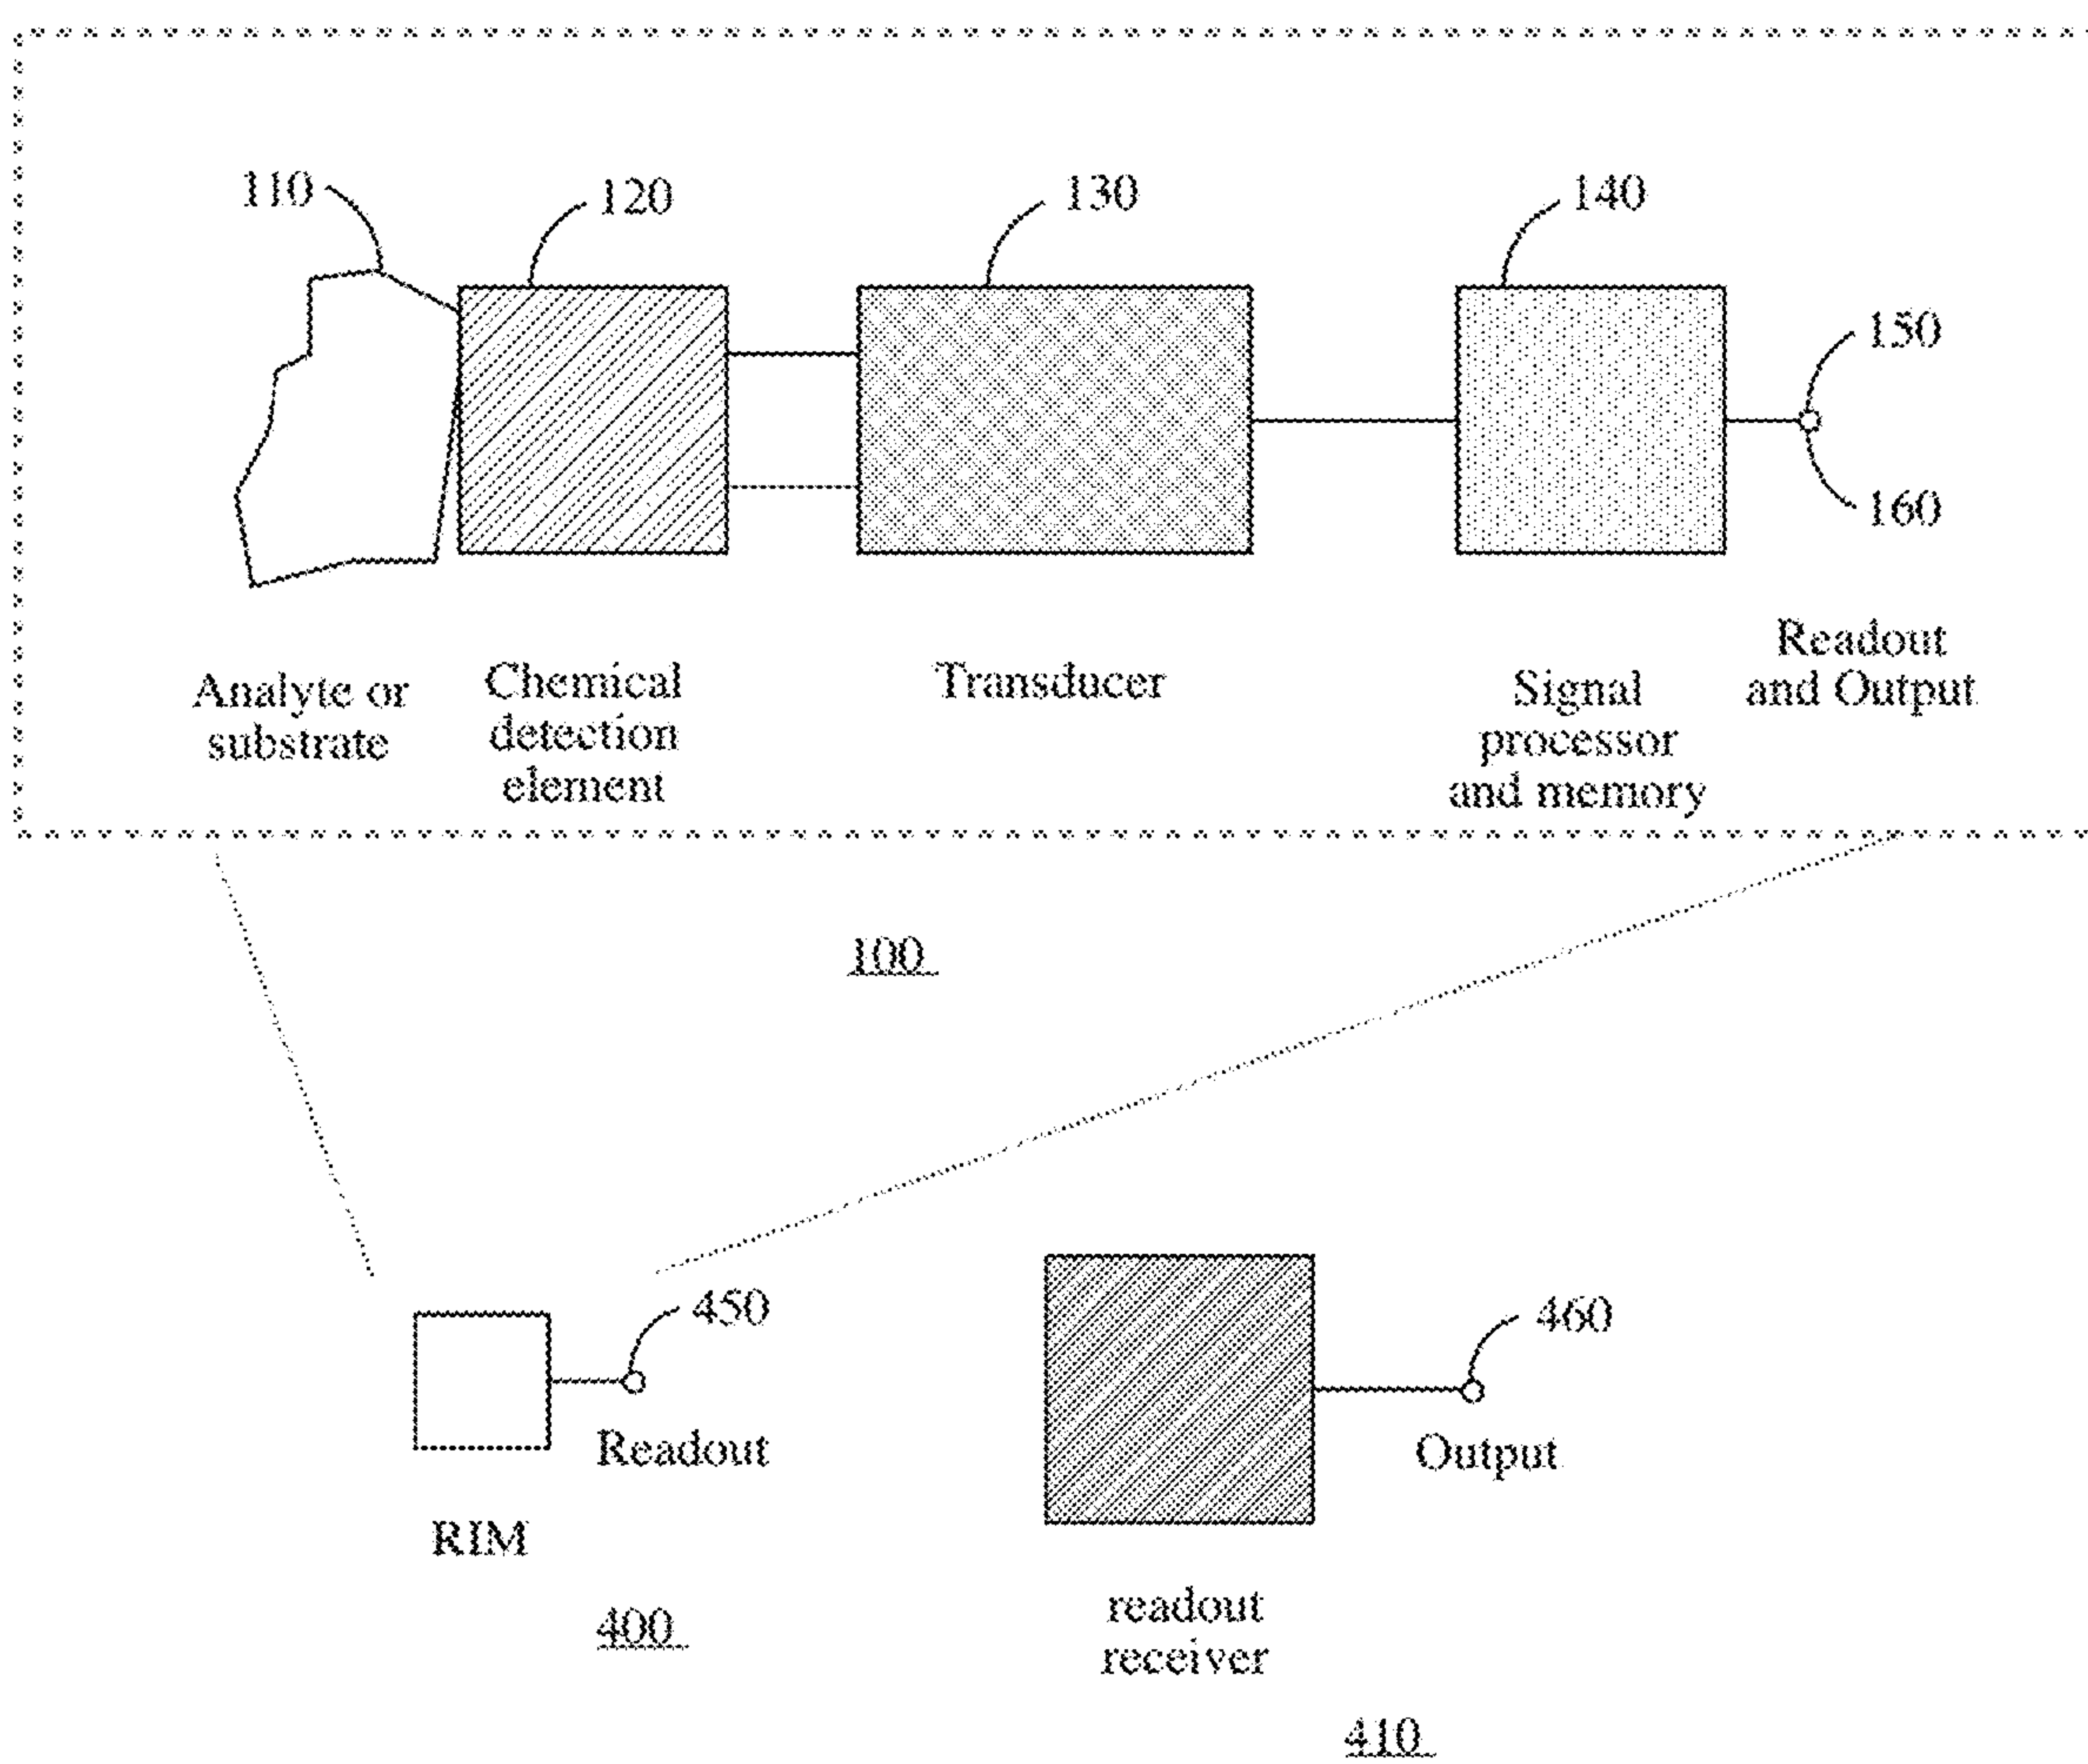 110
120
130
140
150
160
Analyte or
substrate
Chemical
detection
element
Transducer
Signal
processor
and memory
Readout
and Output
100
450
Readout
RIM
400
460
Output
readout
receiver
410